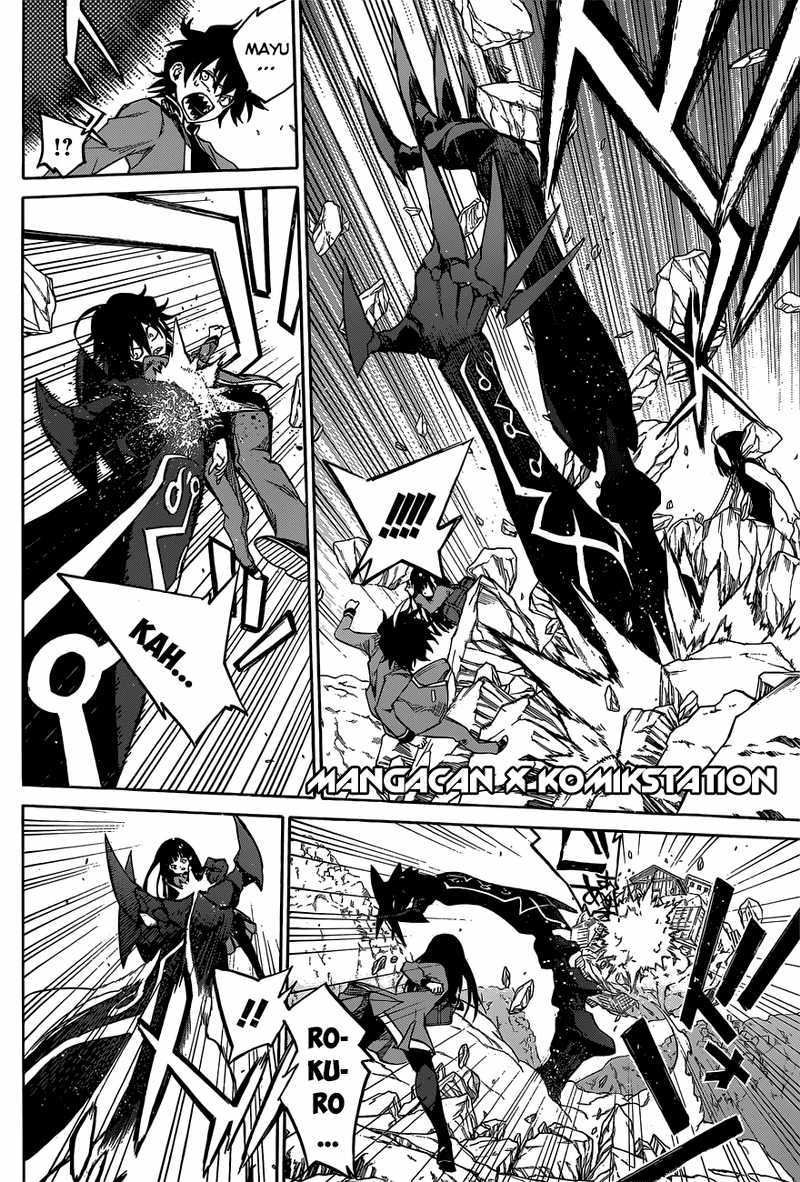 MAYU
...
!?
!!!!
KAH...
MANGACAN X KOMIKSTATION
RO-
KU-
RO
...
!!